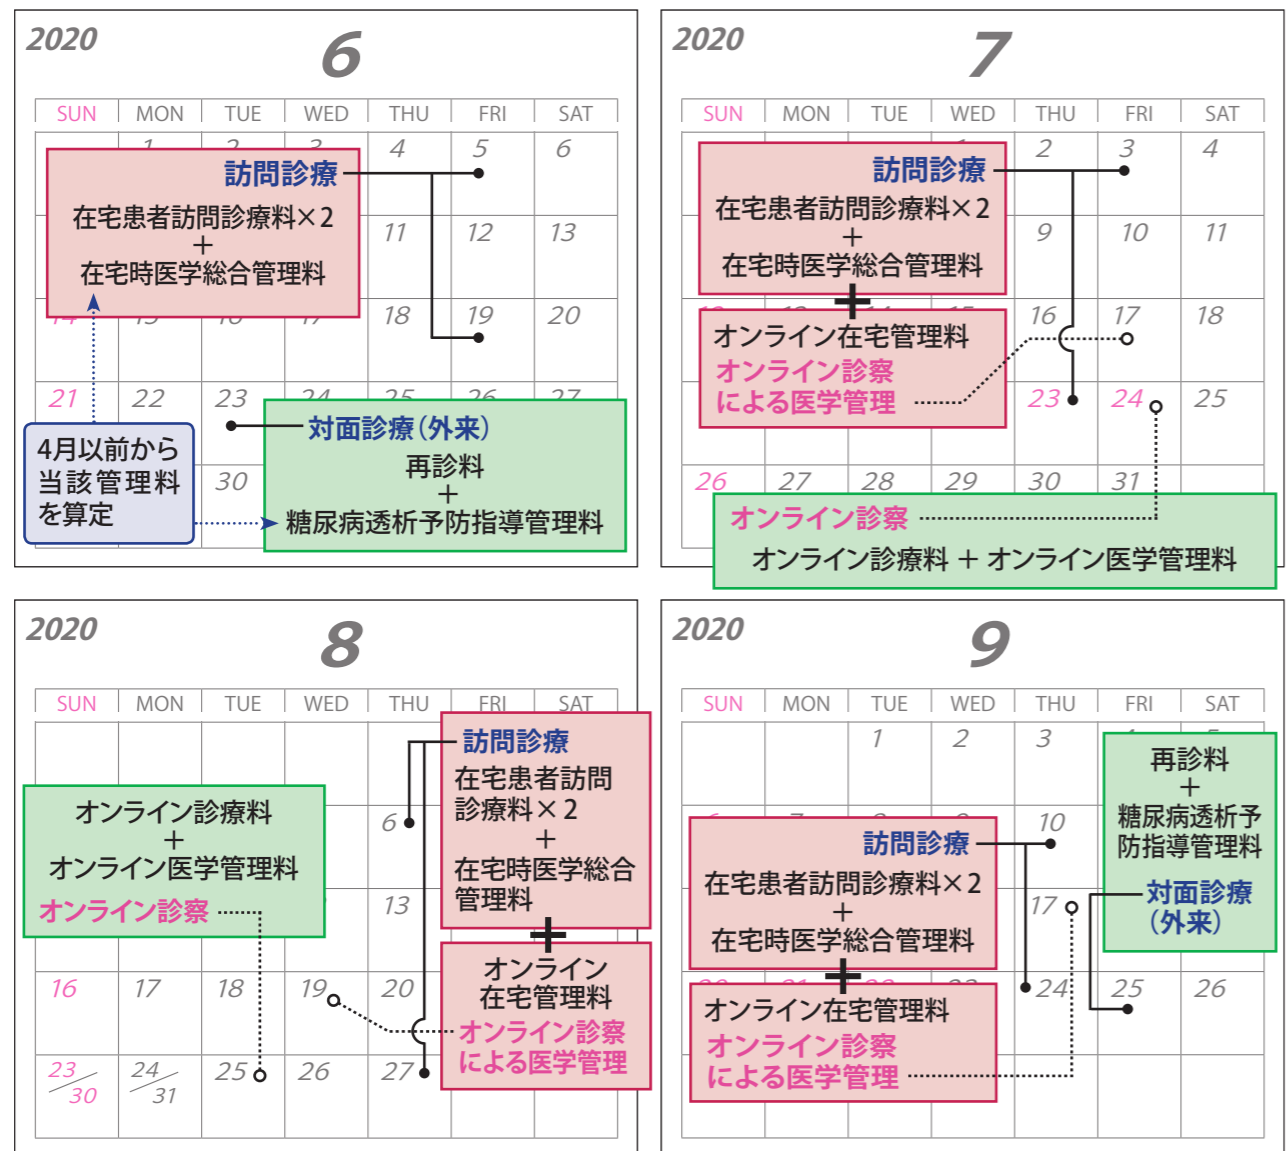 2020
6
SUN MON TUE WED THU FRI SAT
1 2 3 4 5 6
訪問診療
在宅患者訪問診療料×2
+
在宅時医学総合管理料
11 12 13
14 15 16 17 18 19 20
21 22 23 24 25 26 27
4月以前から
当該管理料
を算定
30
対面診療(外来)
再診料
+
糖尿病透析予防指導管理料
2020
7
SUN MON TUE WED THU FRI SAT
1 2 3 4
訪問診療
在宅患者訪問診療料×2
+
在宅時医学総合管理料
9 10 11
+
16 17 18
オンライン在宅管理料
オンライン診察
による医学管理
23 24 25
26 27 28 29 30 31
オンライン診察
オンライン診療料 + オンライン医学管理料
2020
8
SUN MON TUE WED THU FRI SAT
訪問診療
在宅患者訪問
診療料×2
+
在宅時医学総合
管理料
6
オンライン診療料
+
オンライン医学管理料
オンライン診察
13
+
オンライン
在宅管理料
オンライン診察
による医学管理
16 17 18 19 20
23/30 24/31 25 26 27
2020
9
SUN MON TUE WED THU FRI SAT
1 2 3
再診料
+
糖尿病透析予
防指導管理料
対面診療
(外来)
10
訪問診療
在宅患者訪問診療料×2
+
在宅時医学総合管理料
17
+
オンライン在宅管理料
オンライン診察
による医学管理
24 25 26